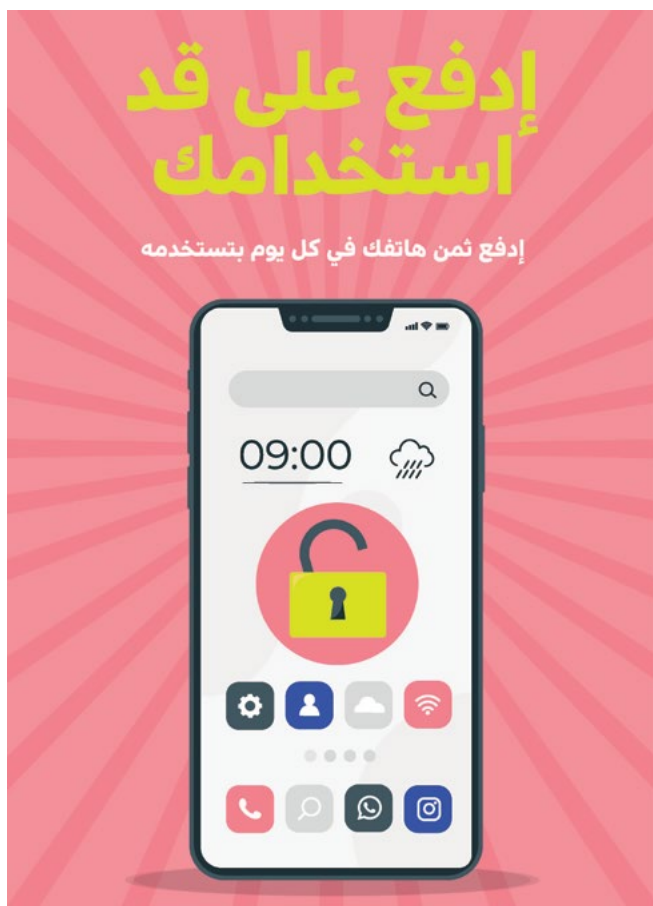 إدفع على قد
استخدامك
إدفع ثمن هاتفك في كل يوم بتستخدمه
09:00